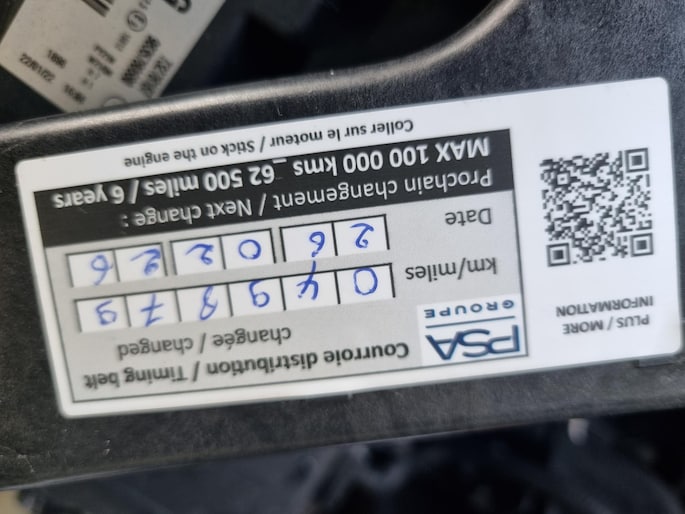 PLUS / MORE
INFORMATION
PSA
GROUPE
Courroie distribution / Timing belt
changée / changed
km/miles 0 4 9 8 7 9
Date 2 6 0 2 2 6
Prochain changement / Next change :
MAX 100 000 kms _62 500 miles / 6 years
Coller sur le moteur / Stick on the engine